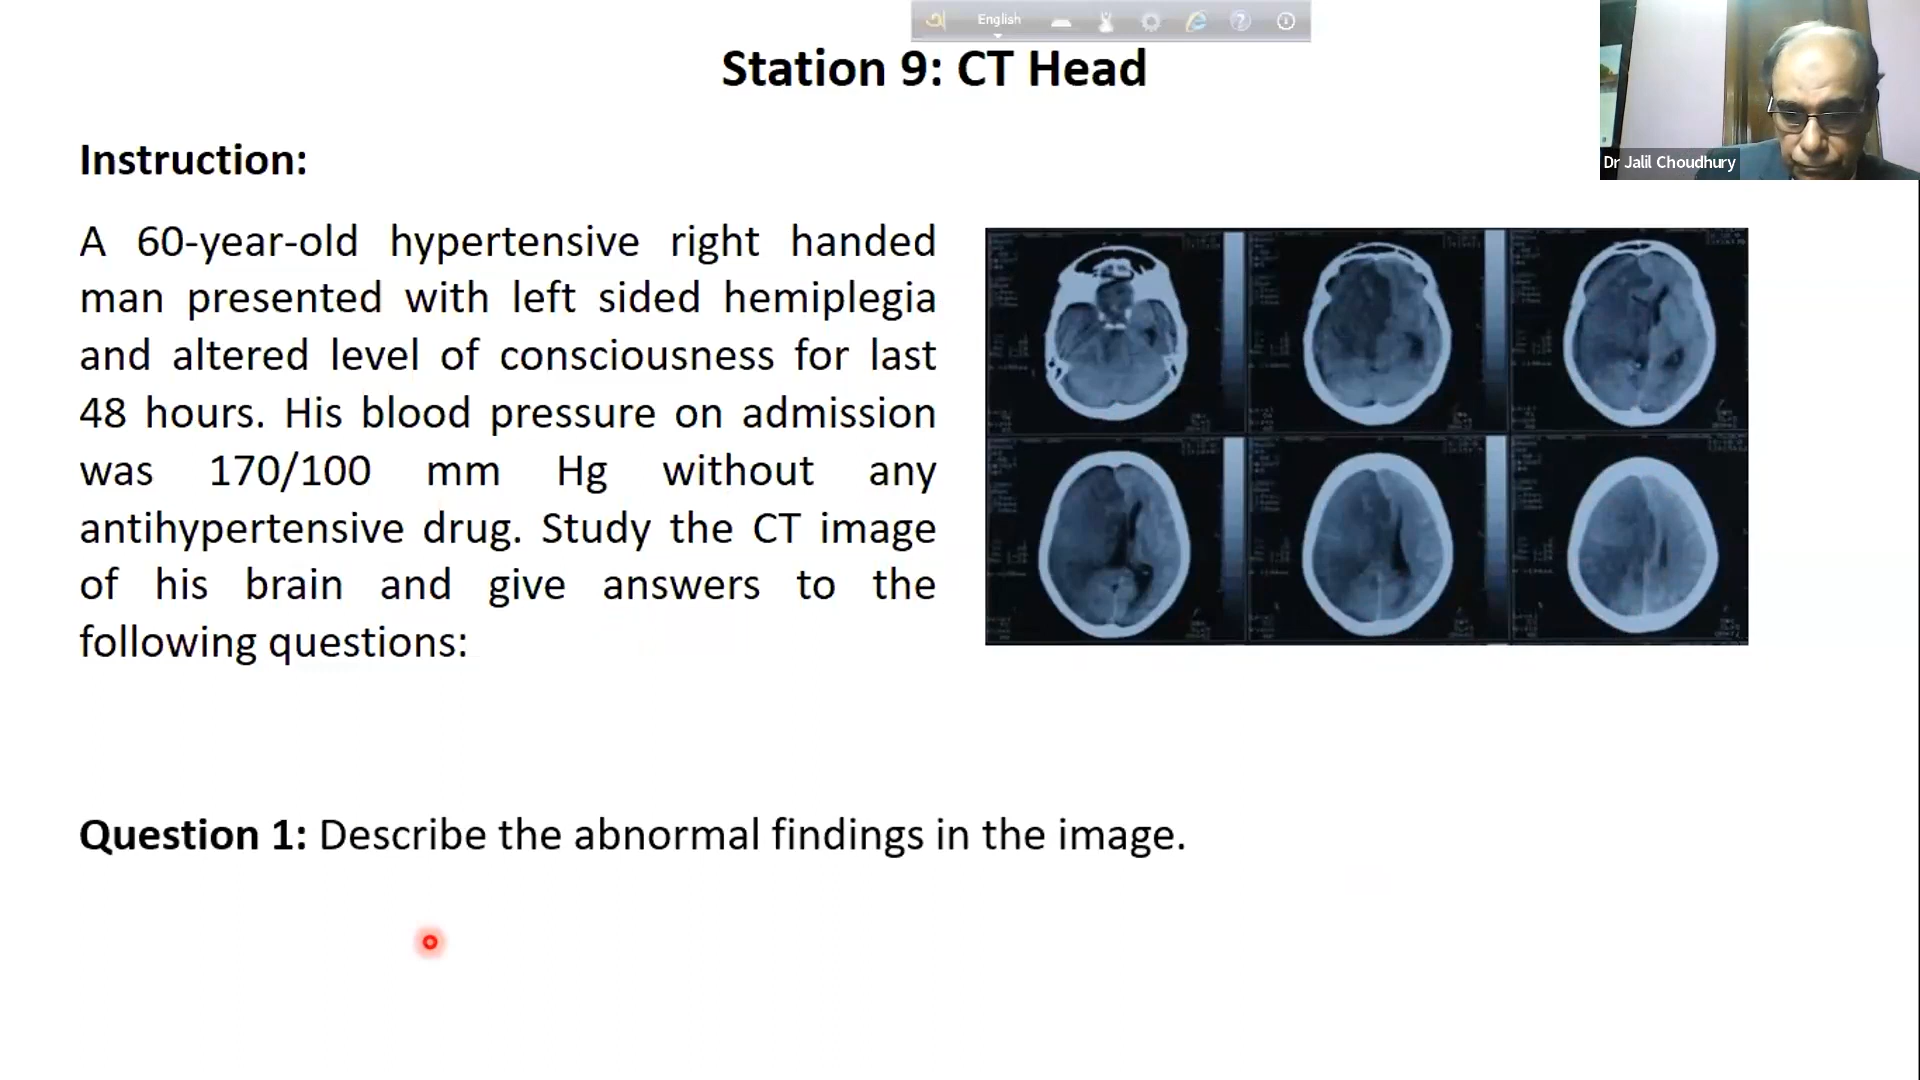 English
Station 9: CT Head
Dr Jalil Choudhury
Instruction:
A 60-year-old hypertensive right handed
man presented with left sided hemiplegia
and altered level of consciousness for last
48 hours. His blood pressure on admission
was 170/100 mm Hg without any
antihypertensive drug. Study the CT image
of his brain and give answers to the
following questions:
Question 1: Describe the abnormal findings in the image.